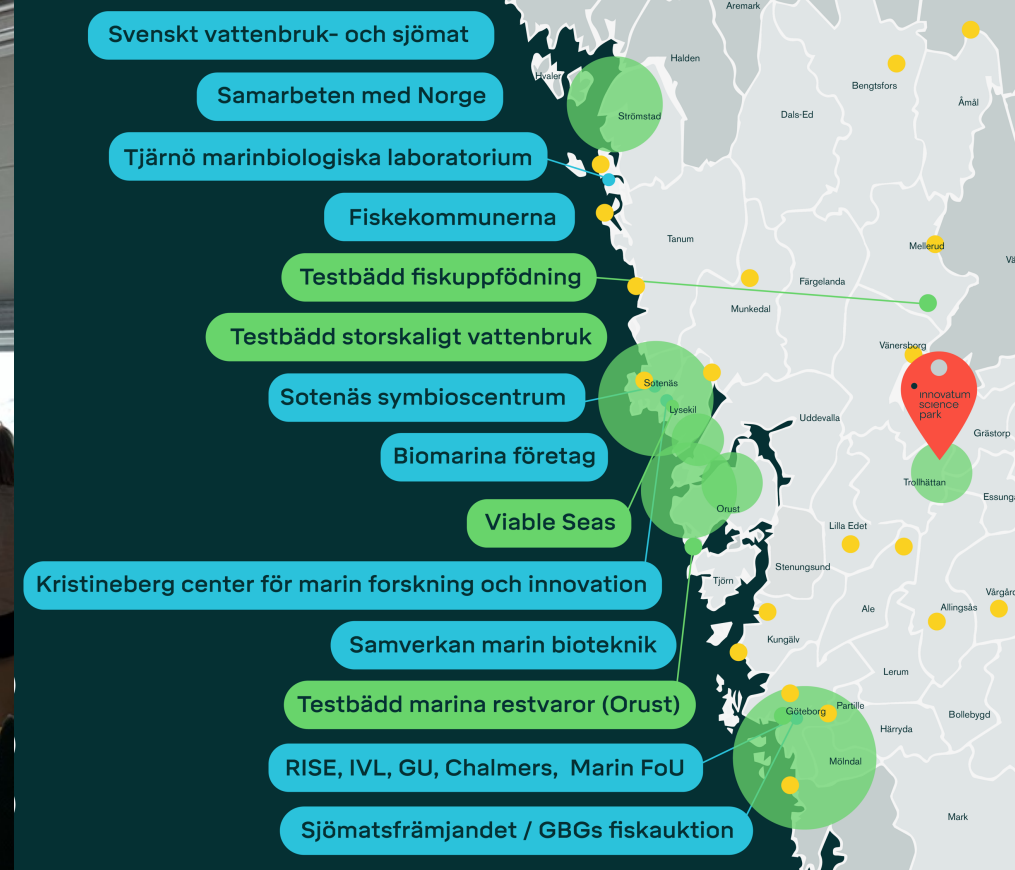 Svenskt vattenbruk- och sjömat
Samarbeten med Norge
Tjärnö marinbiologiska laboratorium
Fiskekommunerna
Testbädd fiskuppfödning
Testbädd storskaligt vattenbruk
Sotenäs symbioscentrum
Biomarina företag
Viable Seas
Kristineberg center för marin forskning och innovation
Samverkan marin bioteknik
Testbädd marina restvaror (Orust)
RISE, IVL, GU, Chalmers, Marin FoU
Sjömatsfrämjandet / GBGs fiskauktion
Aremark
Halden
Hvaler
Strömstad
Bengtsfors
Åmål
Dals-Ed
Tanum
Mellerud
Färgelanda
Munkedal
Vänersborg
innovatum
science
park
Sotenäs
Lysekil
Uddevalla
Grästorp
Trollhättan
Orust
Lilla Edet
Stenungsund
Tjörn
Ale
Allingsås
Kungälv
Lerum
Göteborg
Partille
Härryda
Bollebygd
Mölndal
Mark